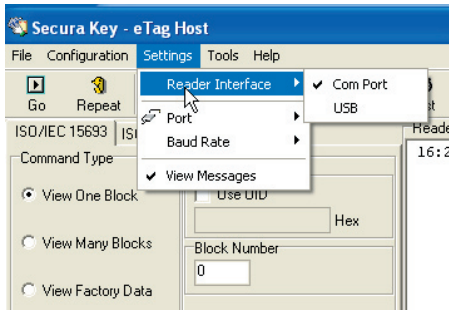 Secura Key - eTag Host
File Configuration Settings Tools Help
Go Repeat
Reader Interface
Port
Baud Rate
View Messages
Com Port
USB
ISO/IEC 15693
Command Type
View One Block
View Many Blocks
View Factory Data
Use UID
Hex
Block Number
0
16:2